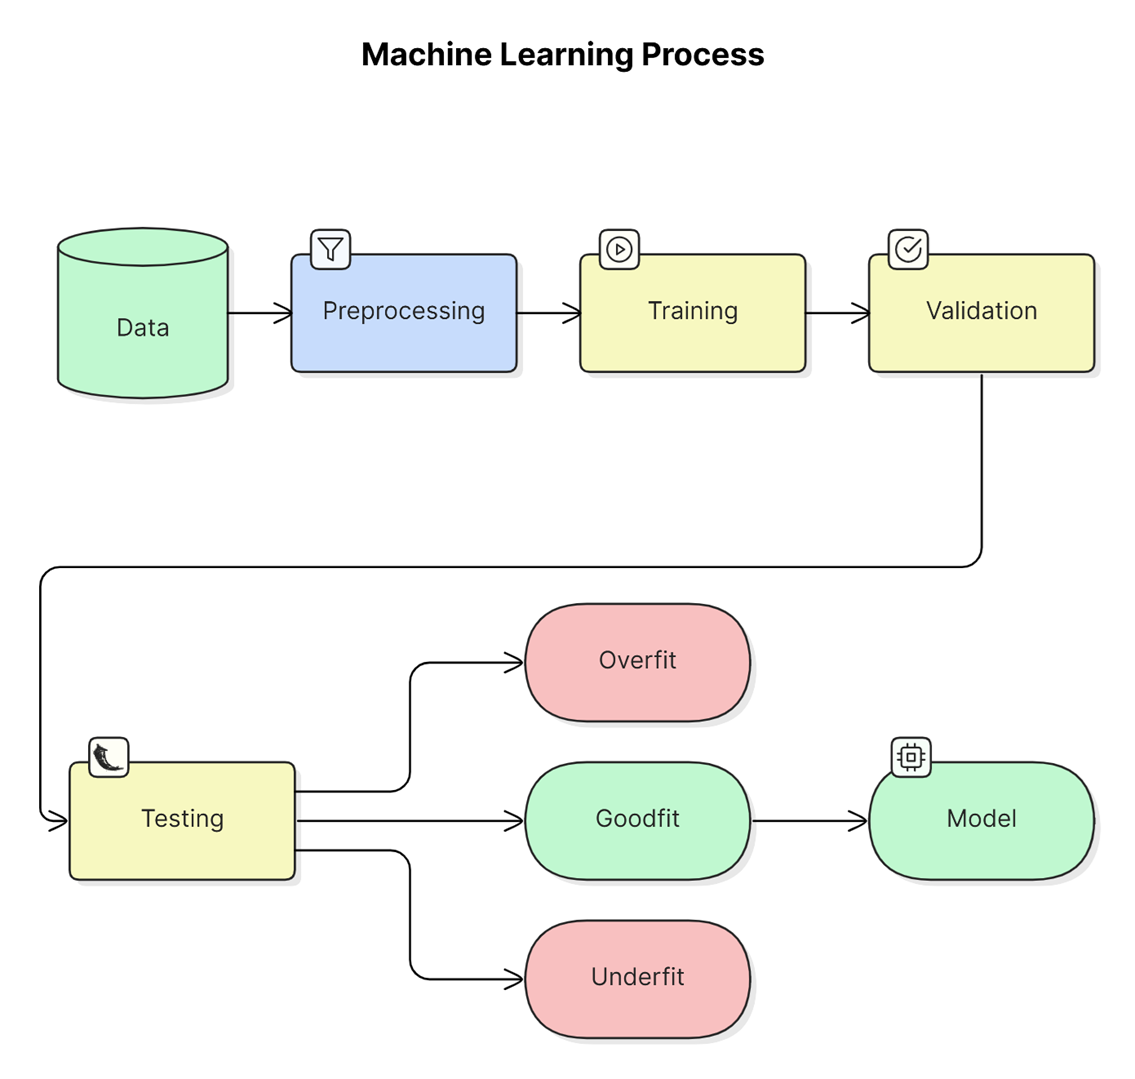 Machine Learning Process
Data
Preprocessing
Training
Validation
Overfit
Testing
Goodfit
Model
Underfit